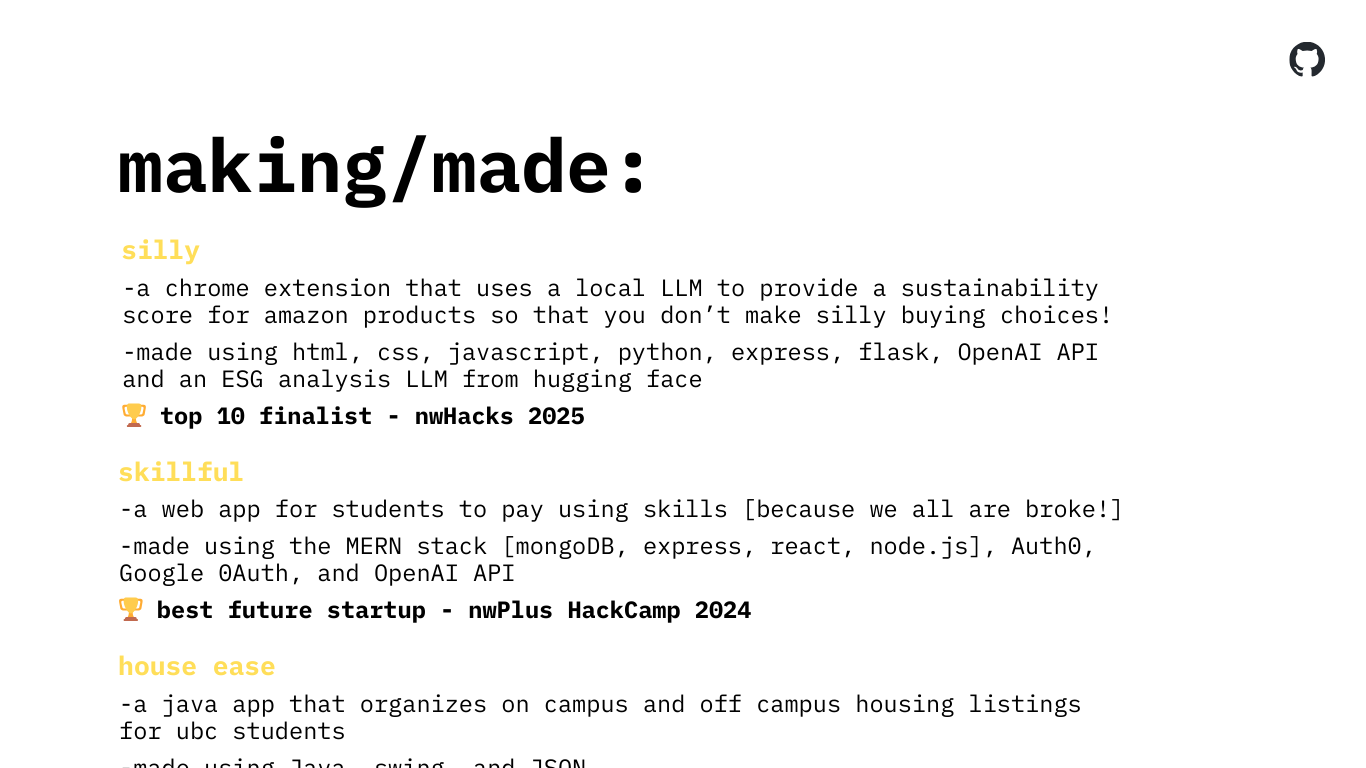 making/made:
silly
-a chrome extension that uses a local LLM to provide a sustainability
score for amazon products so that you don’t make silly buying choices!
-made using html, css, javascript, python, express, flask, OpenAI API
and an ESG analysis LLM from hugging face
🏆 top 10 finalist - nwHacks 2025
skillful
-a web app for students to pay using skills [because we all are broke!]
-made using the MERN stack [mongoDB, express, react, node.js], Auth0,
Google 0Auth, and OpenAI API
🏆 best future startup - nwPlus HackCamp 2024
house ease
-a java app that organizes on campus and off campus housing listings
for ubc students
-made using Java, swing, and JSON